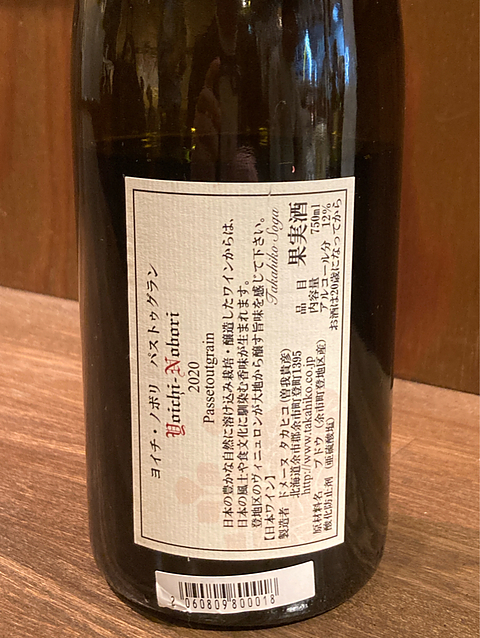 ヨイチ・ノボリ パストゥグラン
Yoichi-Nobori
2020
Passetoutgrain
日本の豊かな自然に溶け込み栽培・醸造したワインからは、
日本の風土や食文化に馴染む香味が生まれます。
登地区のヴィニュロンが大地から醸す旨味を感じて下さい。
Takahiko Soga
【日本ワイン】
製造者 ドメーヌ タカヒコ(曽我貴彦)
北海道余市郡余市町登町1395
http://www.takahiko.co.jp
原材料名 ブドウ(余市町登地区産)
酸化防止剤(亜硫酸塩)
品目 果実酒
内容量 750ml
アルコール分 12%
お酒は20歳になってから
2 060809 800018